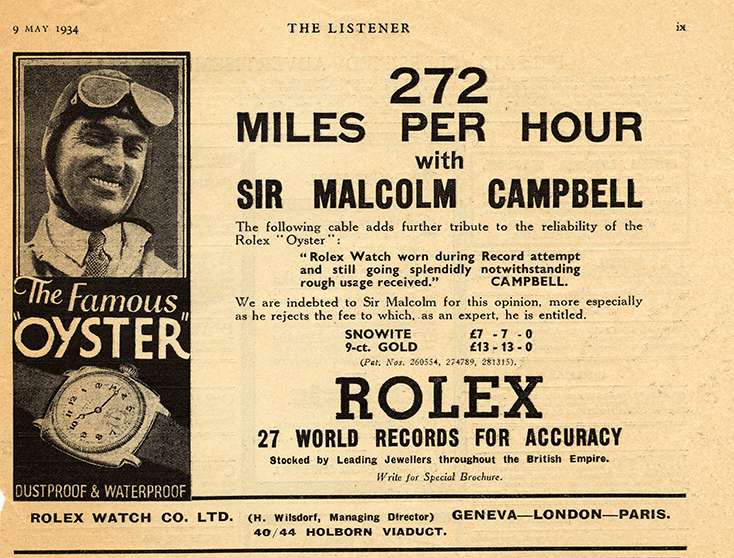 9 MAY 1934
THE LISTENER
ix
The Famous
"OYSTER"
DUSTPROOF & WATERPROOF
272
MILES PER HOUR
with
SIR MALCOLM CAMPBELL
The following cable adds further tribute to the reliability of the
Rolex "Oyster":
"Rolex Watch worn during Record attempt
and still going splendidly notwithstanding
rough usage received." CAMPBELL.
We are indebted to Sir Malcolm for this opinion, more especially
as he rejects the fee to which, as an expert, he is entitled.
SNOWITE £7 - 7 - 0
9-ct. GOLD £13 - 13 - 0
(Pat. Nos. 260554, 274789, 281315).
ROLEX
27 WORLD RECORDS FOR ACCURACY
Stocked by Leading Jewellers throughout the British Empire.
Write for Special Brochure.
ROLEX WATCH CO. LTD. (H. Wilsdorf, Managing Director) GENEVA—LONDON—PARIS.
40/44 HOLBORN VIADUCT.